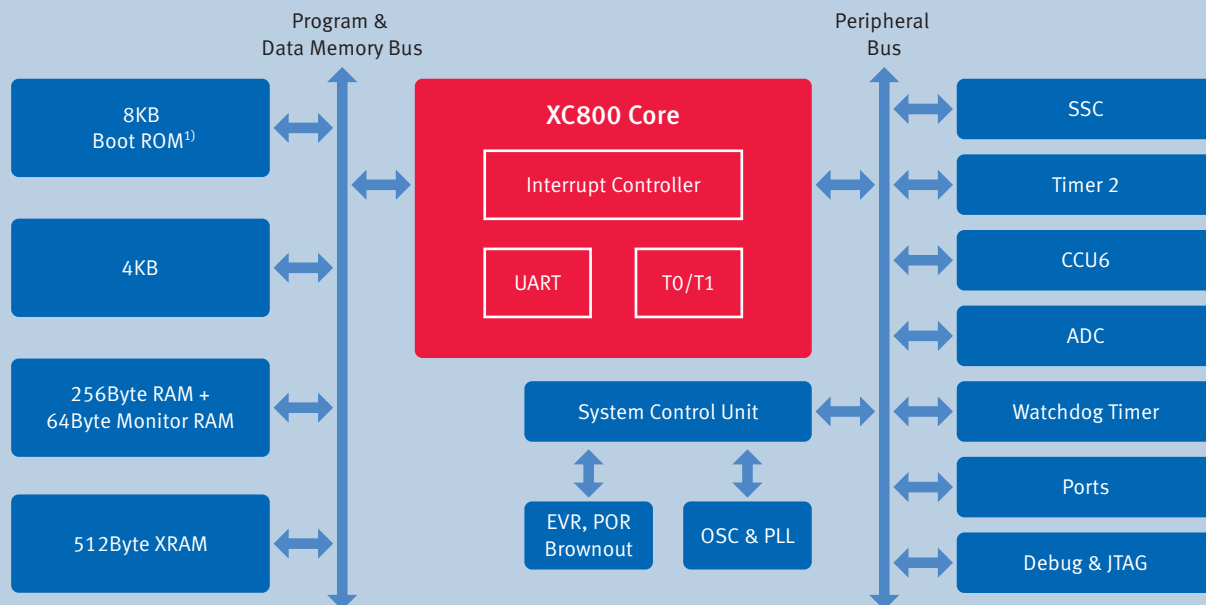 Program &
Data Memory Bus
Peripheral
Bus
8KB
Boot ROM1)
4KB
256Byte RAM +
64Byte Monitor RAM
512Byte XRAM
XC800 Core
Interrupt Controller
UART
T0/T1
System Control Unit
EVR, POR
Brownout
OSC & PLL
SSC
Timer 2
CCU6
ADC
Watchdog Timer
Ports
Debug & JTAG